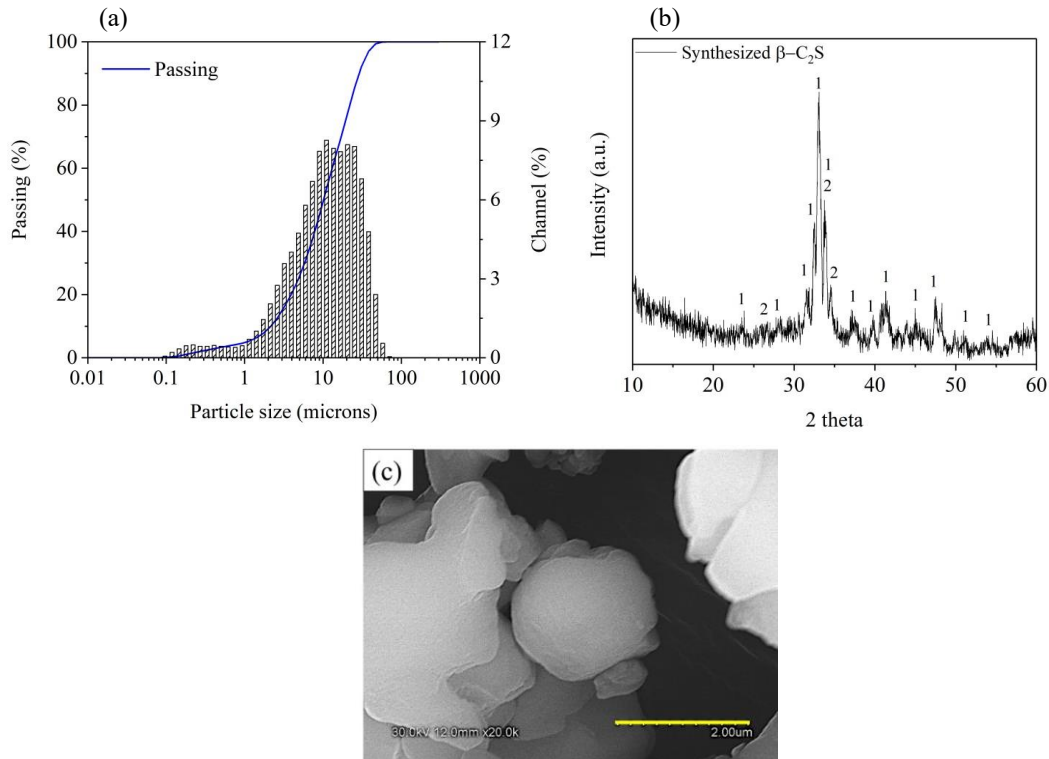 (a)
100
80
60
40
20
0
Passing (%)
Passing
12
9
6
3
0
Channel (%)
0.01 0.1 1 10 100 1000
Particle size (microns)
(b)
Synthesized β–C₂S
Intensity (a.u.)
1
1
1 2
1
2
1 2 1 1 1 1 1 1 1 1
10 20 30 40 50 60
2 theta
(c)
30.0kV 12.0mm x20.0k 2.00um